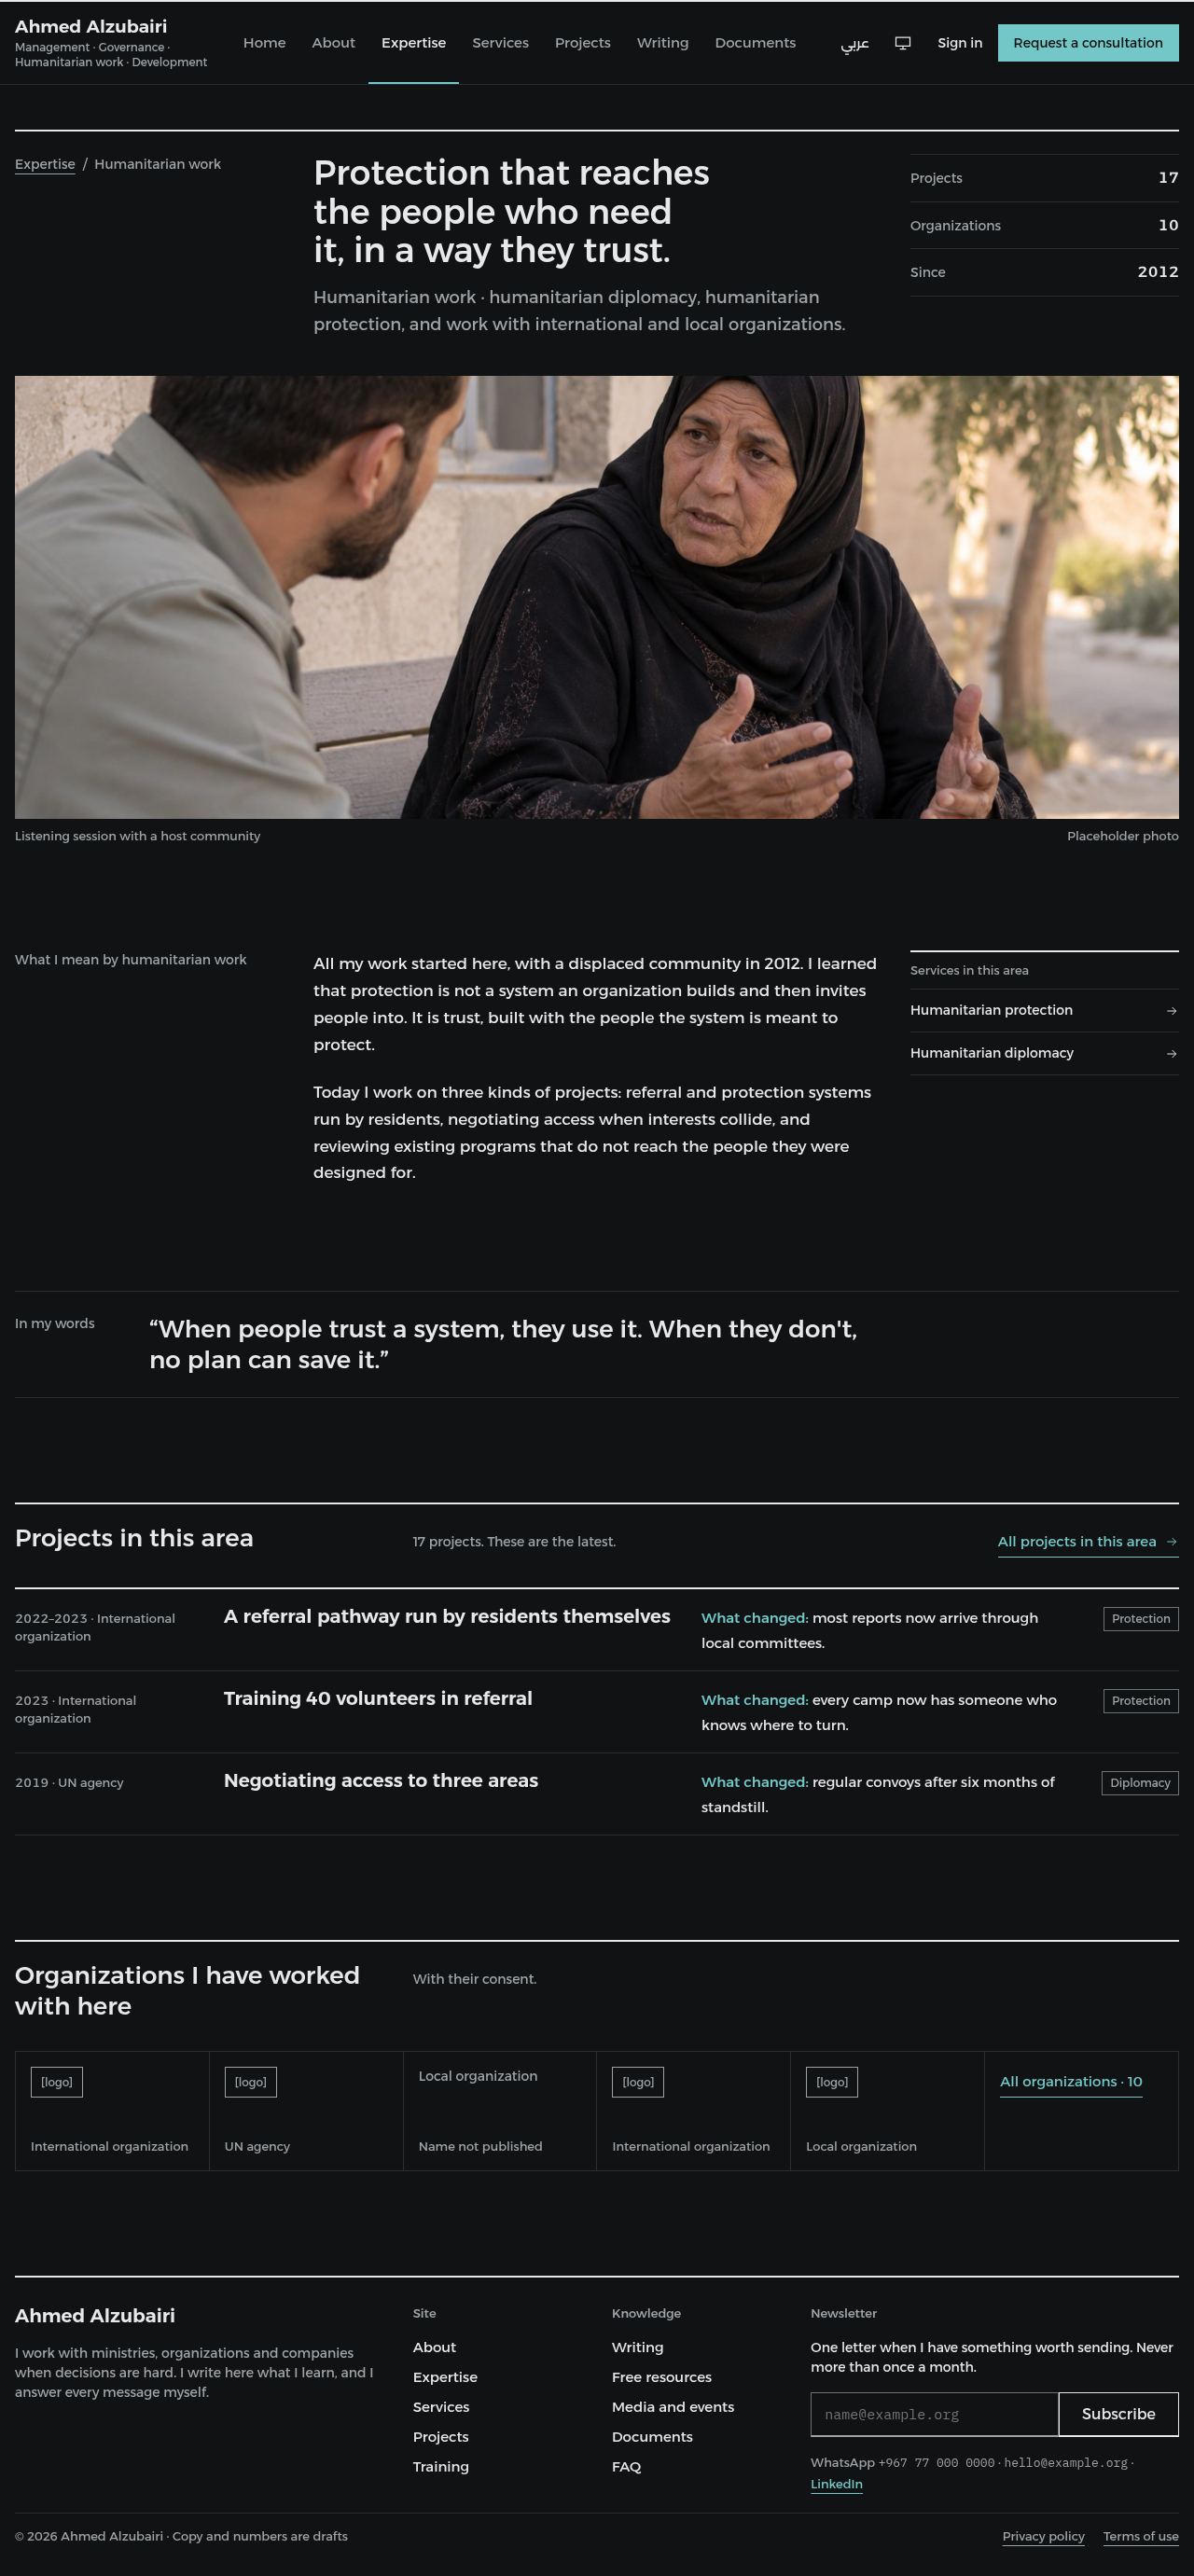 Ahmed Alzubairi
Management · Governance ·
Humanitarian work · Development
Home
About
Expertise
Services
Projects
Writing
Documents
عربي
Sign in
Request a consultation
Expertise / Humanitarian work
Protection that reaches
the people who need
it, in a way they trust.
Humanitarian work · humanitarian diplomacy, humanitarian
protection, and work with international and local organizations.
Projects 17
Organizations 10
Since 2012
Listening session with a host community
Placeholder photo
What I mean by humanitarian work
All my work started here, with a displaced community in 2012. I learned
that protection is not a system an organization builds and then invites
people into. It is trust, built with the people the system is meant to
protect.
Today I work on three kinds of projects: referral and protection systems
run by residents, negotiating access when interests collide, and
reviewing existing programs that do not reach the people they were
designed for.
Services in this area
Humanitarian protection →
Humanitarian diplomacy →
In my words
“When people trust a system, they use it. When they don't,
no plan can save it.”
Projects in this area
17 projects. These are the latest.
All projects in this area →
2022–2023 · International
organization
A referral pathway run by residents themselves
What changed: most reports now arrive through
local committees.
Protection
2023 · International
organization
Training 40 volunteers in referral
What changed: every camp now has someone who
knows where to turn.
Protection
2019 · UN agency
Negotiating access to three areas
What changed: regular convoys after six months of
standstill.
Diplomacy
Organizations I have worked
with here
With their consent.
[logo]
International organization
[logo]
UN agency
Local organization
Name not published
[logo]
International organization
[logo]
Local organization
All organizations · 10
Ahmed Alzubairi
I work with ministries, organizations and companies
when decisions are hard. I write here what I learn, and I
answer every message myself.
Site
About
Expertise
Services
Projects
Training
Knowledge
Writing
Free resources
Media and events
Documents
FAQ
Newsletter
One letter when I have something worth sending. Never
more than once a month.
name@example.org
Subscribe
WhatsApp +967 77 000 0000 · hello@example.org ·
LinkedIn
© 2026 Ahmed Alzubairi · Copy and numbers are drafts
Privacy policy
Terms of use